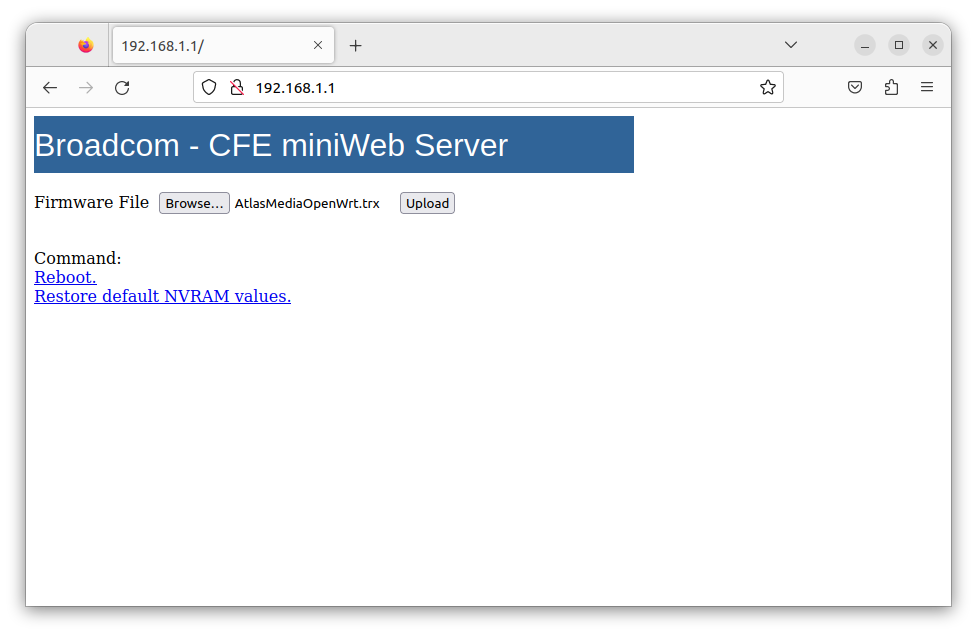 192.168.1.1/
192.168.1.1
Broadcom - CFE miniWeb Server
Firmware File Browse... AtlasMediaOpenWrt.trx Upload
Command:
Reboot.
Restore default NVRAM values.